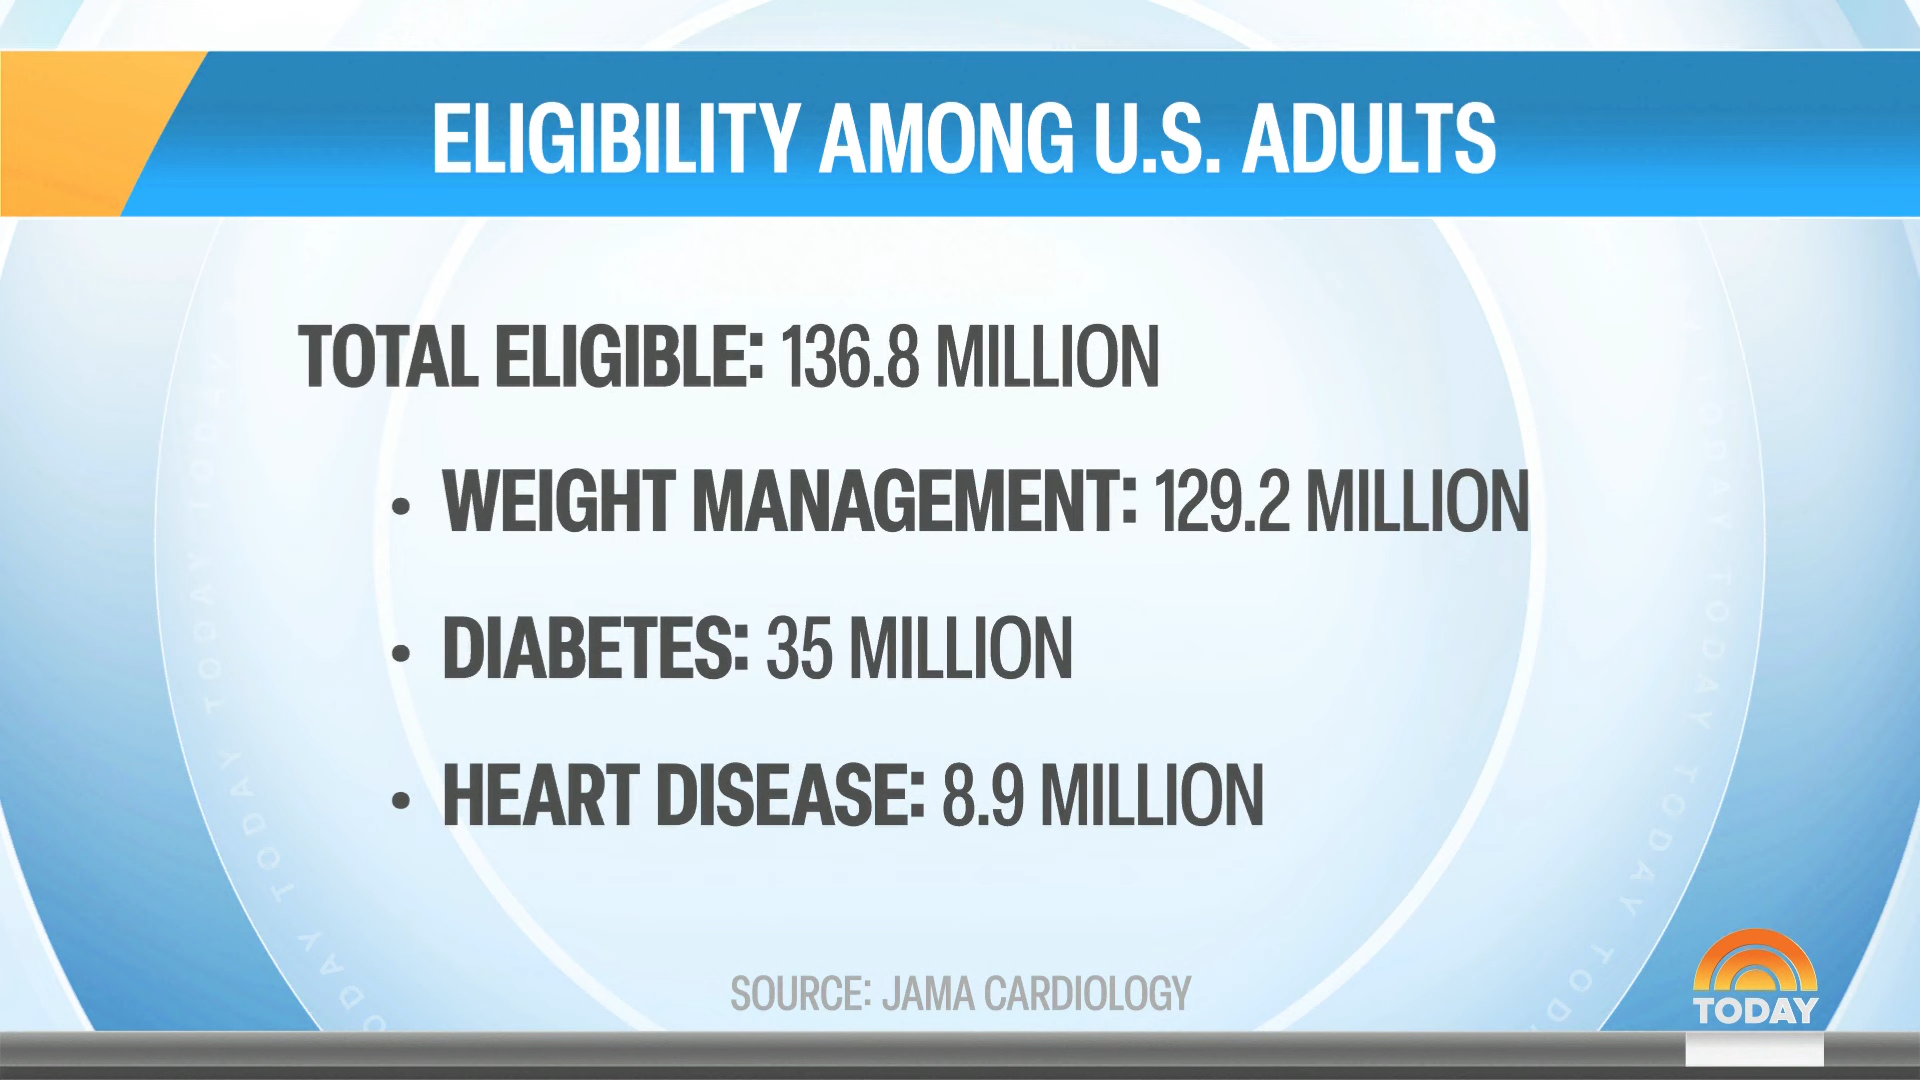 ELIGIBILITY AMONG U.S. ADULTS
TOTAL ELIGIBLE: 136.8 MILLION
• WEIGHT MANAGEMENT: 129.2 MILLION
• DIABETES: 35 MILLION
• HEART DISEASE: 8.9 MILLION
SOURCE: JAMA CARDIOLOGY
TODAY